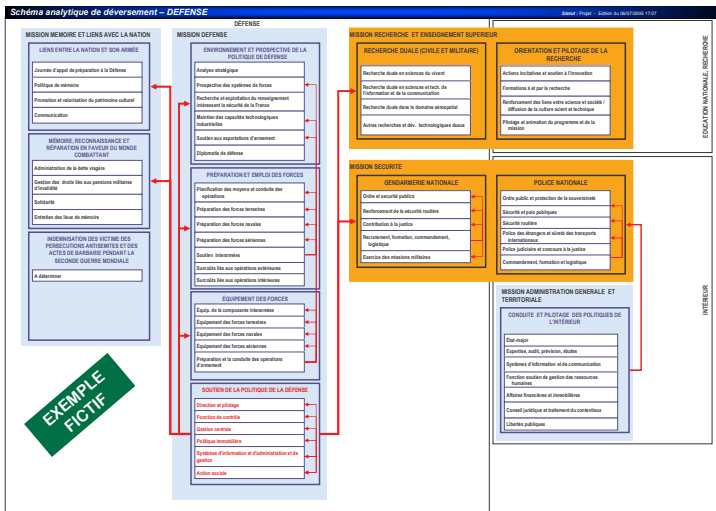 Schéma analytique de déversement – DEFENSE
Statut : Projet - Edition du 06/07/2005 17:07
DÉFENSE
MISSION MEMOIRE ET LIENS AVEC LA NATION
LIENS ENTRE LA NATION ET SON ARMÉE
Journée d'appel de préparation à la Défense
Politique de mémoire
Promotion et valorisation du patrimoine culturel
Communication
MÉMOIRE, RECONNAISSANCE ET
RÉPARATION EN FAVEUR DU MONDE
COMBATTANT
Administration de la dette viagère
Gestion des droits liés aux pensions militaires
d'invalidité
Solidarité
Entretien des lieux de mémoire
INDEMNISATION DES VICTIME DES
PERSECUTIONS ANTISEMITES ET DES
ACTES DE BARBARIE PENDANT LA
SECONDE GUERRE MONDIALE
A déterminer
EXEMPLE
FICTIF
MISSION DEFENSE
ENVIRONNEMENT ET PROSPECTIVE DE LA
POLITIQUE DE DÉFENSE
Analyse stratégique
Prospective des systèmes de forces
Recherche et exploitation du renseignement
intéressant la sécurité de la France
Maintien des capacités technologiques
industrielles
Soutien aux exportations d'armement
Diplomatie de défense
PRÉPARATION ET EMPLOI DES FORCES
Planification des moyens et conduite des
opérations
Préparation des forces terrestres
Préparation des forces navales
Préparation des forces aériennes
Soutien interarmées
Surcoûts liés aux opérations extérieures
Surcoûts liés aux opérations intérieures
ÉQUIPEMENT DES FORCES
Équip. de la composante interarmées
Équipement des forces terrestres
Équipement des forces navales
Équipement des forces aériennes
Préparation et la conduite des opérations
d'armement
SOUTIEN DE LA POLITIQUE DE LA DÉFENSE
Direction et pilotage
Fonction de contrôle
Gestion centrale
Politique immobilière
Systèmes d'information et d'administration et de
gestion
Action sociale
MISSION RECHERCHE ET ENSEIGNEMENT SUPERIEUR
RECHERCHE DUALE (CIVILE ET MILITAIRE)
Recherche duale en sciences du vivant
Recherche duale en sciences et tech. de
l'information et de la communication
Recherche duale dans le domaine aérospatial
Autres recherches et dév. technologiques duaux
ORIENTATION ET PILOTAGE DE LA
RECHERCHE
Actions incitatives et soutien à l'innovation
Formations à et par la recherche
Renforcement des liens entre science et société /
diffusion de la culture scient et technique
Pilotage et animation du programme et de la
mission
EDUCATION NATIONALE, RECHERCHE
MISSION SECURITE
GENDARMERIE NATIONALE
Ordre et securité publics
Renforcement de la sécurité routière
Contribution à la justice
Recrutement, formation, commandement,
logistique
Exercice des missions militaires
POLICE NATIONALE
Ordre public et protection de la souveraineté
Sécurité et paix publiques
Sécurité routière
Police des étrangers et sûreté des transports
internationaux
Police judiciaire et concours à la justice
Commandement, formation et logistique
MISSION ADMINISTRATION GENERALE ET
TERRITORIALE
CONDUITE ET PILOTAGE DES POLITIQUES DE
L'INTÉRIEUR
État-major
Expertise, audit, prévision, études
Systèmes d'information et de communication
Fonction soutien de gestion des ressources
humaines
Affaires financières et immobilières
Conseil juridique et traitement du contentieux
Libertés publiques
INTÉRIEUR